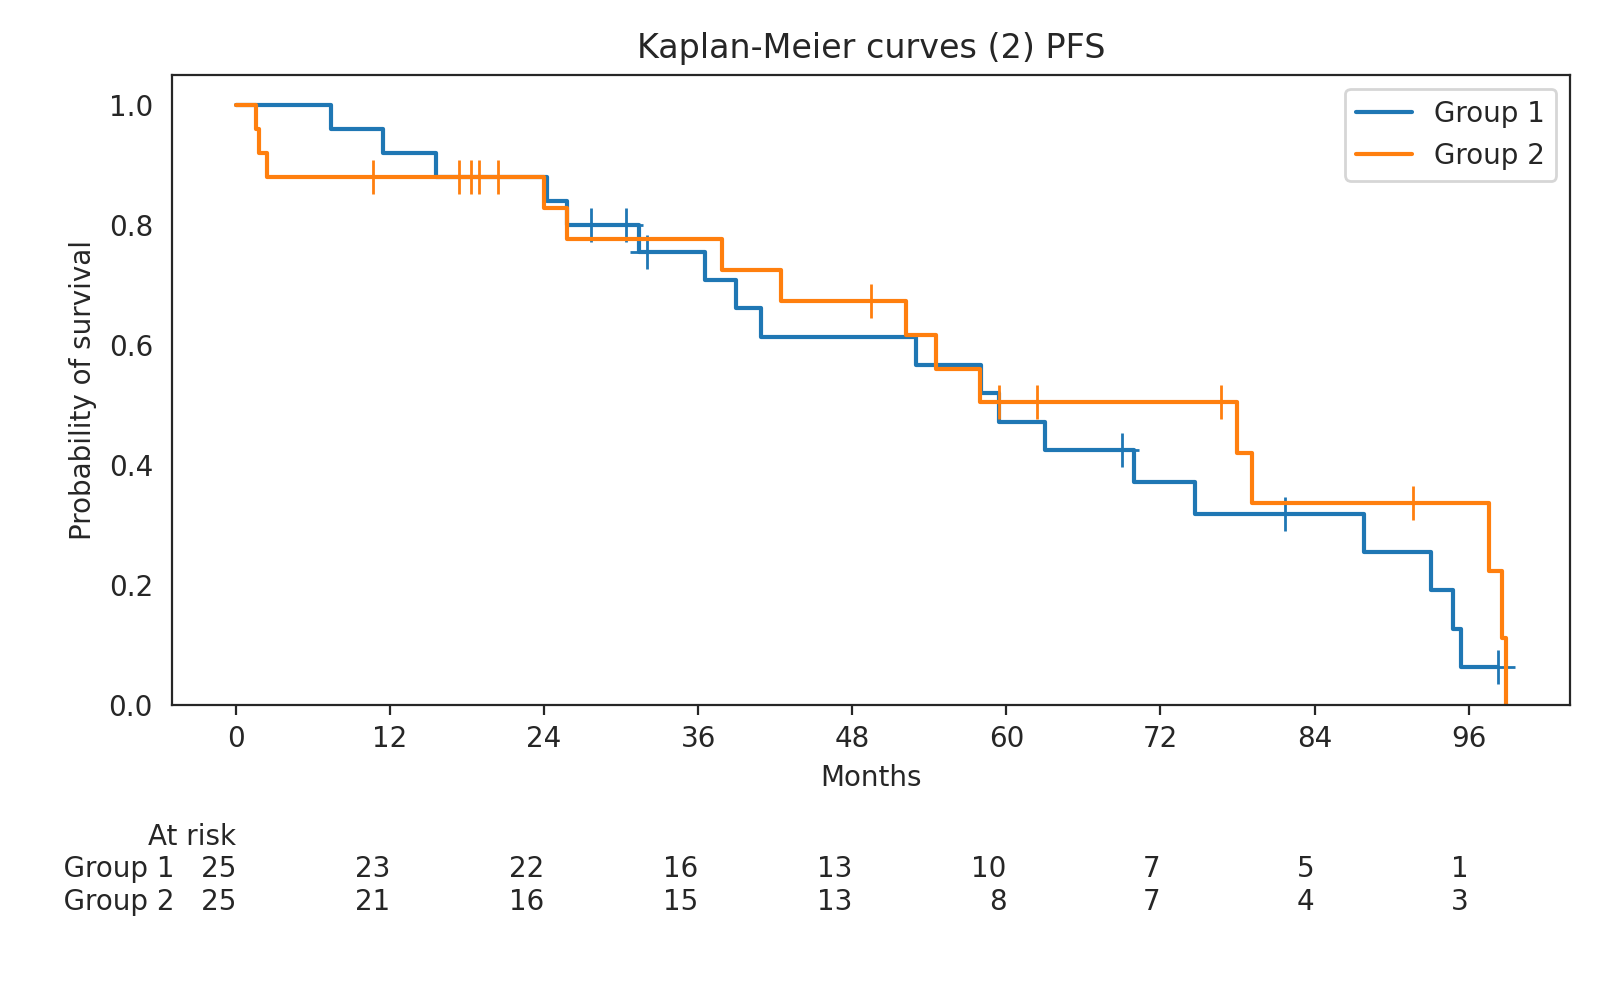 Kaplan-Meier curves (2) PFS
Group 1
Group 2
Probability of survival
1.0
0.8
0.6
0.4
0.2
0.0
0 12 24 36 48 60 72 84 96
Months
At risk
Group 1 25 23 22 16 13 10 7 5 1
Group 2 25 21 16 15 13 8 7 4 3